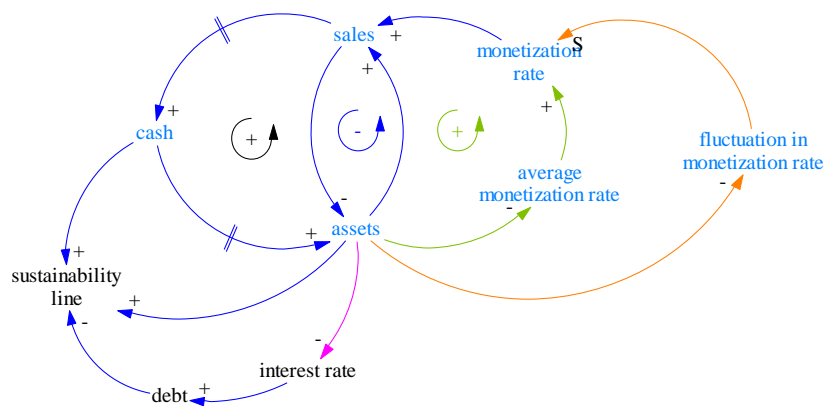 sales
+
+
S
monetization
rate
+
+
+
cash
+
-
+
fluctuation in
monetization rate
-
average
monetization rate
-
-
+
assets
+
sustainability
line
+
-
-
interest rate
+
debt